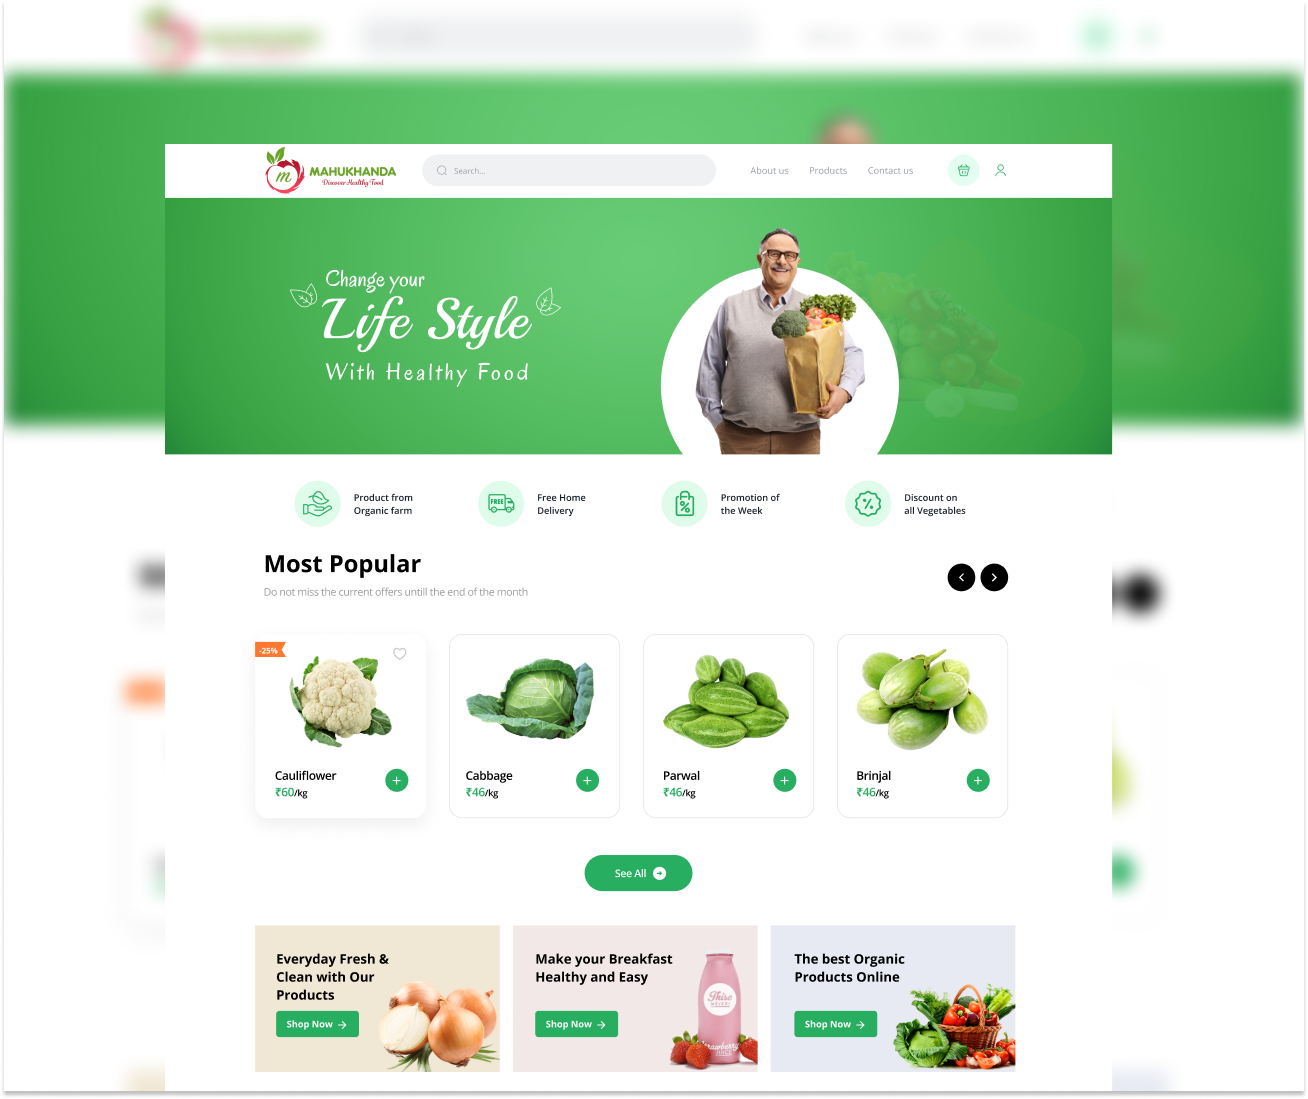 MAHUKHANDA
Discover Healthy Food
Search...
About us
Products
Contact us
Change your
Life Style
With Healthy Food
Product from
Organic farm
FREE
Free Home
Delivery
Promotion of
the Week
Discount on
all Vegetables
Most Popular
Do not miss the current offers untill the end of the month
-25%
Cauliflower
₹60/kg
Cabbage
₹46/kg
Parwal
₹46/kg
Brinjal
₹46/kg
See All
Everyday Fresh &
Clean with Our
Products
Shop Now
Make your Breakfast
Healthy and Easy
Shop Now
Thise
Strawberry
The best Organic
Products Online
Shop Now